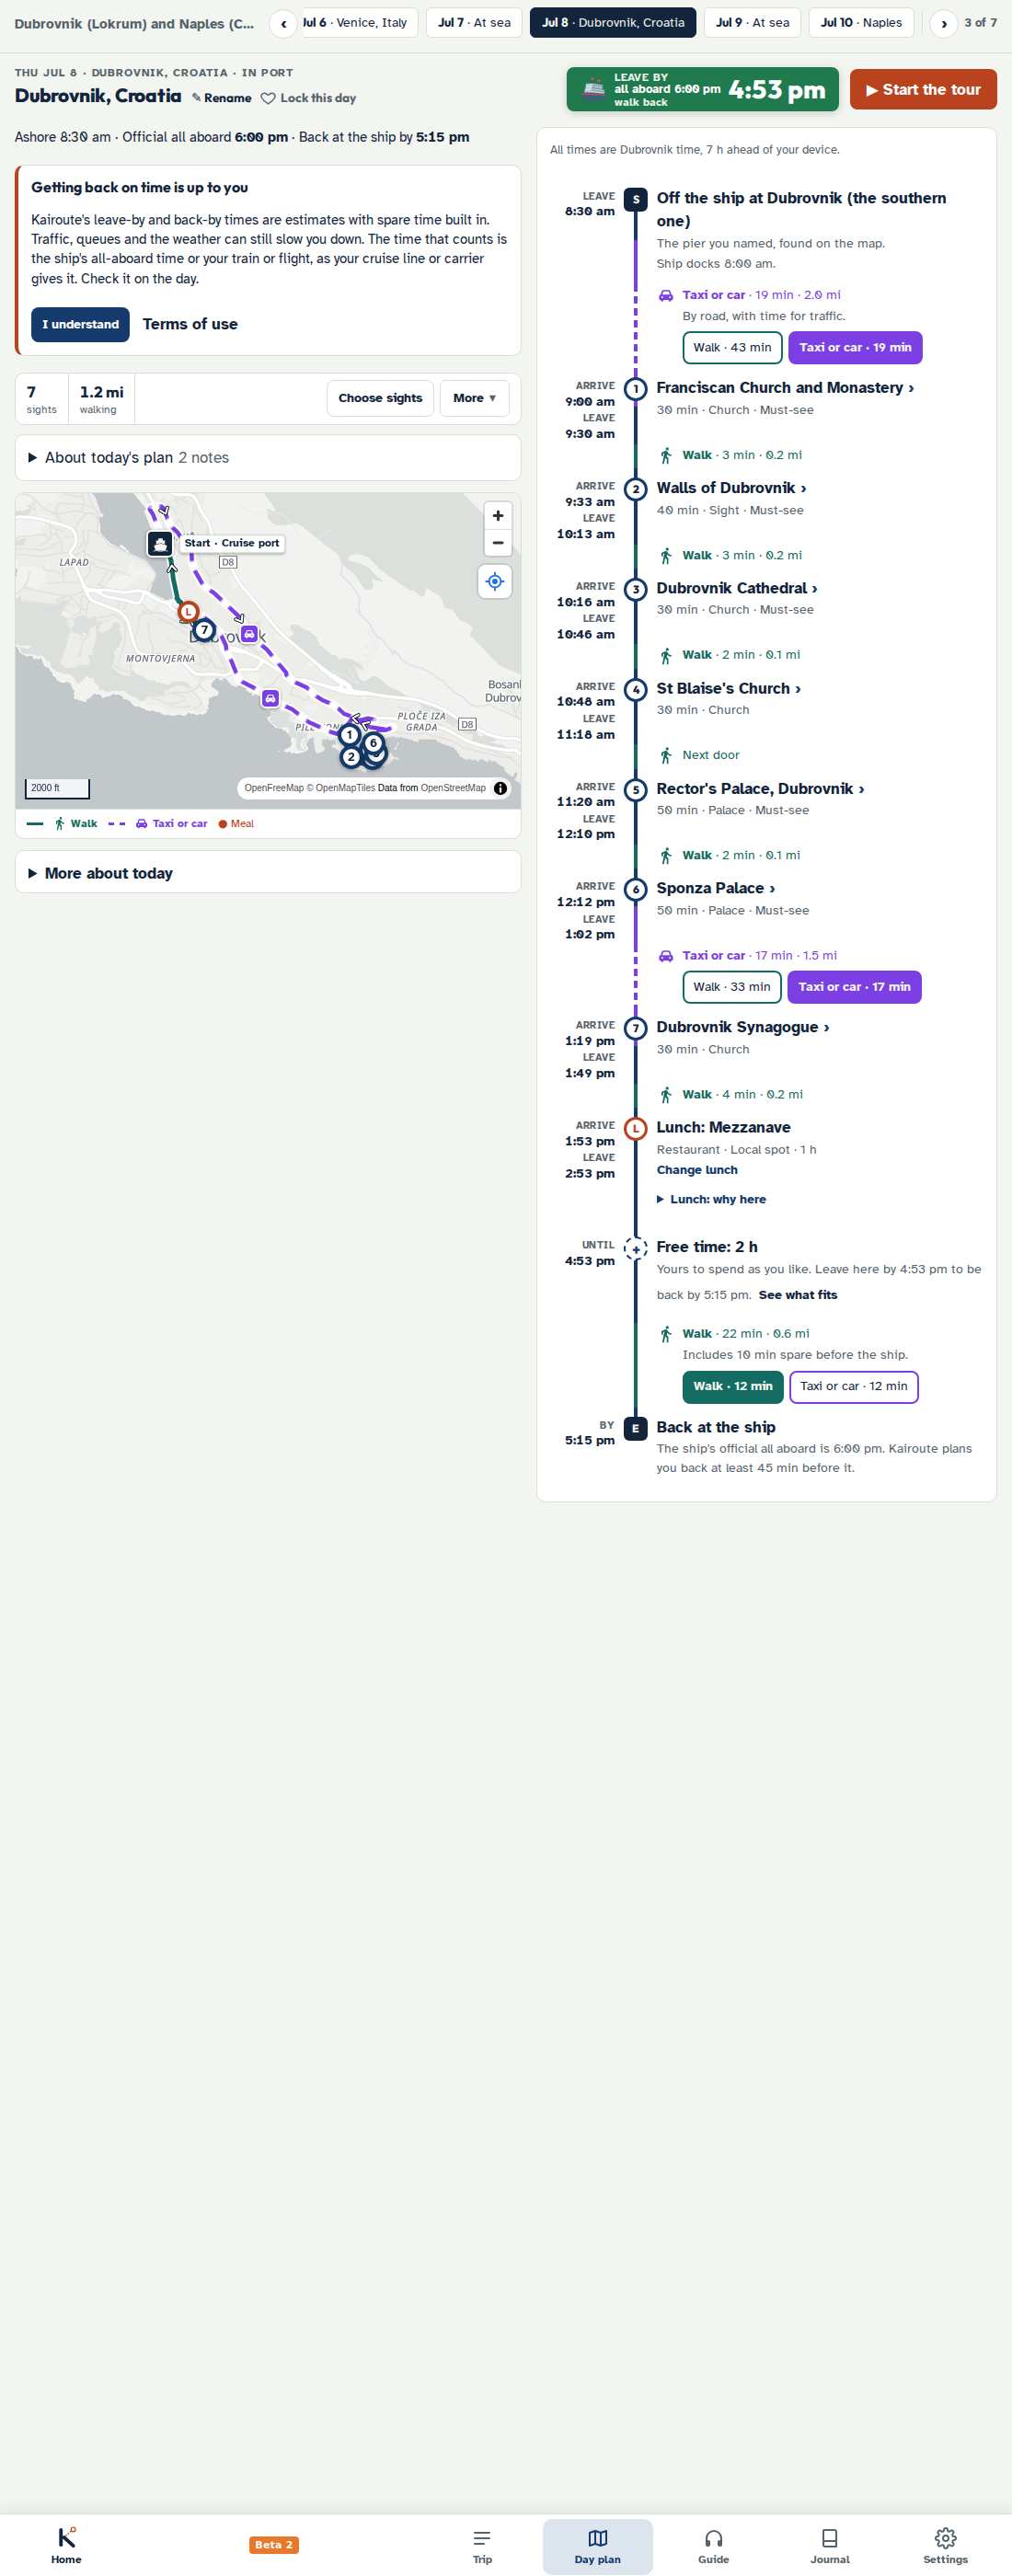 Dubrovnik (Lokrum) and Naples (C...
‹
Jul 6 · Venice, Italy
Jul 7 · At sea
Jul 8 · Dubrovnik, Croatia
Jul 9 · At sea
Jul 10 · Naples
›
3 of 7
THU JUL 8 · DUBROVNIK, CROATIA · IN PORT
Dubrovnik, Croatia
✎ Rename
Lock this day
LEAVE BY
all aboard 6:00 pm
walk back
4:53 pm
▶ Start the tour
Ashore 8:30 am · Official all aboard 6:00 pm · Back at the ship by 5:15 pm
Getting back on time is up to you
Kairoute's leave-by and back-by times are estimates with spare time built in.
Traffic, queues and the weather can still slow you down. The time that counts is
the ship's all-aboard time or your train or flight, as your cruise line or carrier
gives it. Check it on the day.
I understand
Terms of use
7
sights
1.2 mi
walking
Choose sights
More ▼
▶ About today's plan 2 notes
Start · Cruise port
LAPAD
D8
L
7
MONTOVJERNA
PLOČE IZA
GRADA
D8
1
6
2
+
−
2000 ft
OpenFreeMap © OpenMapTiles Data from OpenStreetMap
Walk
Taxi or car
Meal
▶ More about today
All times are Dubrovnik time, 7 h ahead of your device.
LEAVE
8:30 am
S
Off the ship at Dubrovnik (the southern
one)
The pier you named, found on the map.
Ship docks 8:00 am.
Taxi or car · 19 min · 2.0 mi
By road, with time for traffic.
Walk · 43 min
Taxi or car · 19 min
ARRIVE
9:00 am
LEAVE
9:30 am
1
Franciscan Church and Monastery ›
30 min · Church · Must-see
Walk · 3 min · 0.2 mi
ARRIVE
9:33 am
LEAVE
10:13 am
2
Walls of Dubrovnik ›
40 min · Sight · Must-see
Walk · 3 min · 0.2 mi
ARRIVE
10:16 am
LEAVE
10:46 am
3
Dubrovnik Cathedral ›
30 min · Church · Must-see
Walk · 2 min · 0.1 mi
ARRIVE
10:48 am
LEAVE
11:18 am
4
St Blaise's Church ›
30 min · Church
Next door
ARRIVE
11:20 am
LEAVE
12:10 pm
5
Rector's Palace, Dubrovnik ›
50 min · Palace · Must-see
Walk · 2 min · 0.1 mi
ARRIVE
12:12 pm
LEAVE
1:02 pm
6
Sponza Palace ›
50 min · Palace · Must-see
Taxi or car · 17 min · 1.5 mi
Walk · 33 min
Taxi or car · 17 min
ARRIVE
1:19 pm
LEAVE
1:49 pm
7
Dubrovnik Synagogue ›
30 min · Church
Walk · 4 min · 0.2 mi
ARRIVE
1:53 pm
LEAVE
2:53 pm
L
Lunch: Mezzanave
Restaurant · Local spot · 1 h
Change lunch
▶ Lunch: why here
UNTIL
4:53 pm
+
Free time: 2 h
Yours to spend as you like. Leave here by 4:53 pm to be
back by 5:15 pm. See what fits
Walk · 22 min · 0.6 mi
Includes 10 min spare before the ship.
Walk · 12 min
Taxi or car · 12 min
BY
5:15 pm
E
Back at the ship
The ship's official all aboard is 6:00 pm. Kairoute plans
you back at least 45 min before it.
Home
Beta 2
Trip
Day plan
Guide
Journal
Settings